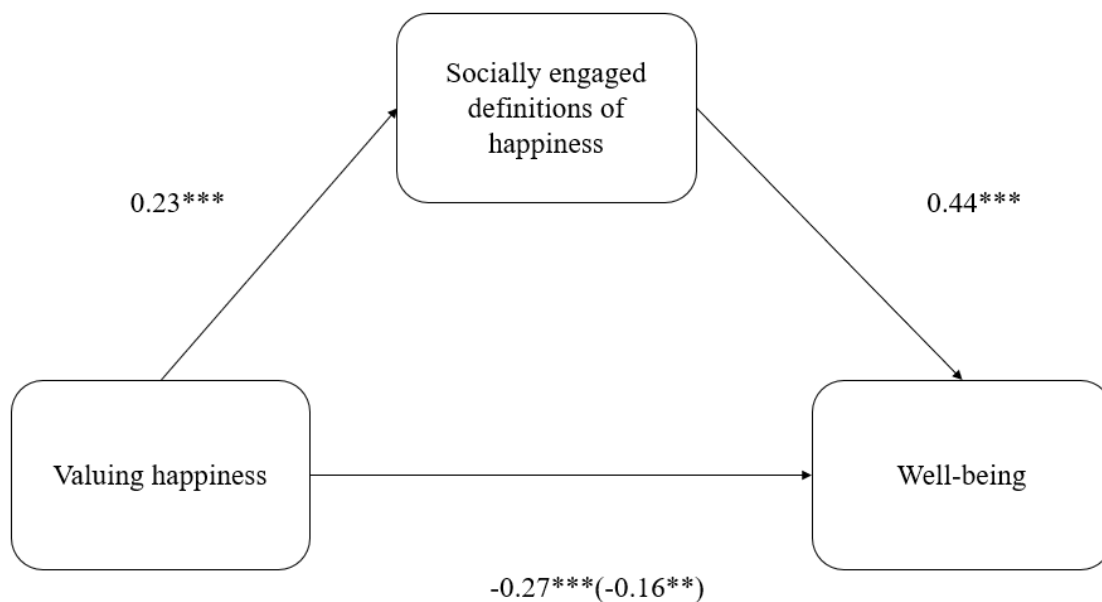 Socially engaged
definitions of
happiness
0.23***
0.44***
Valuing happiness
Well-being
-0.27***(-0.16**)